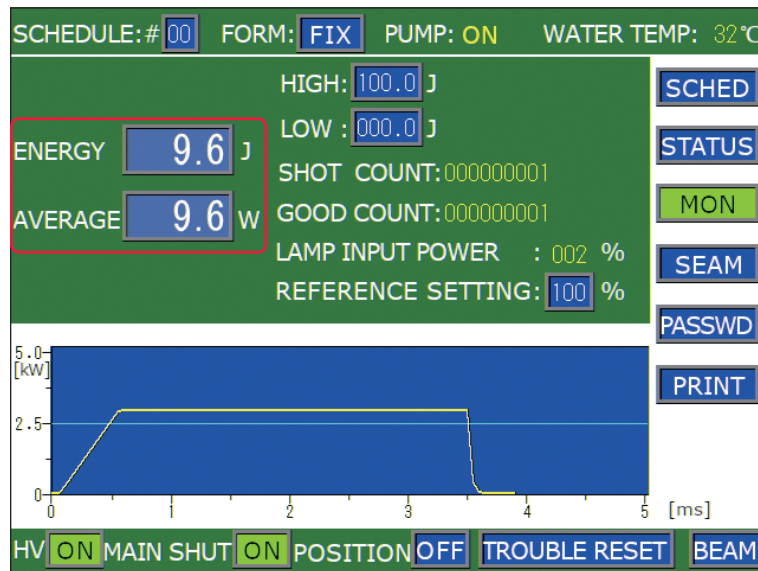 SCHEDULE:# 00 FORM: FIX PUMP: ON WATER TEMP: 32℃
HIGH: 100.0 J
LOW : 000.0 J
ENERGY 9.6 J
AVERAGE 9.6 W
SHOT COUNT: 000000001
GOOD COUNT: 000000001
LAMP INPUT POWER : 002 %
REFERENCE SETTING: 100 %
SCHED
STATUS
MON
SEAM
PASSWD
PRINT
5.0
[kW]
2.5
0
0 1 2 3 4 5 [ms]
HV ON MAIN SHUT ON POSITION OFF TROUBLE RESET BEAM